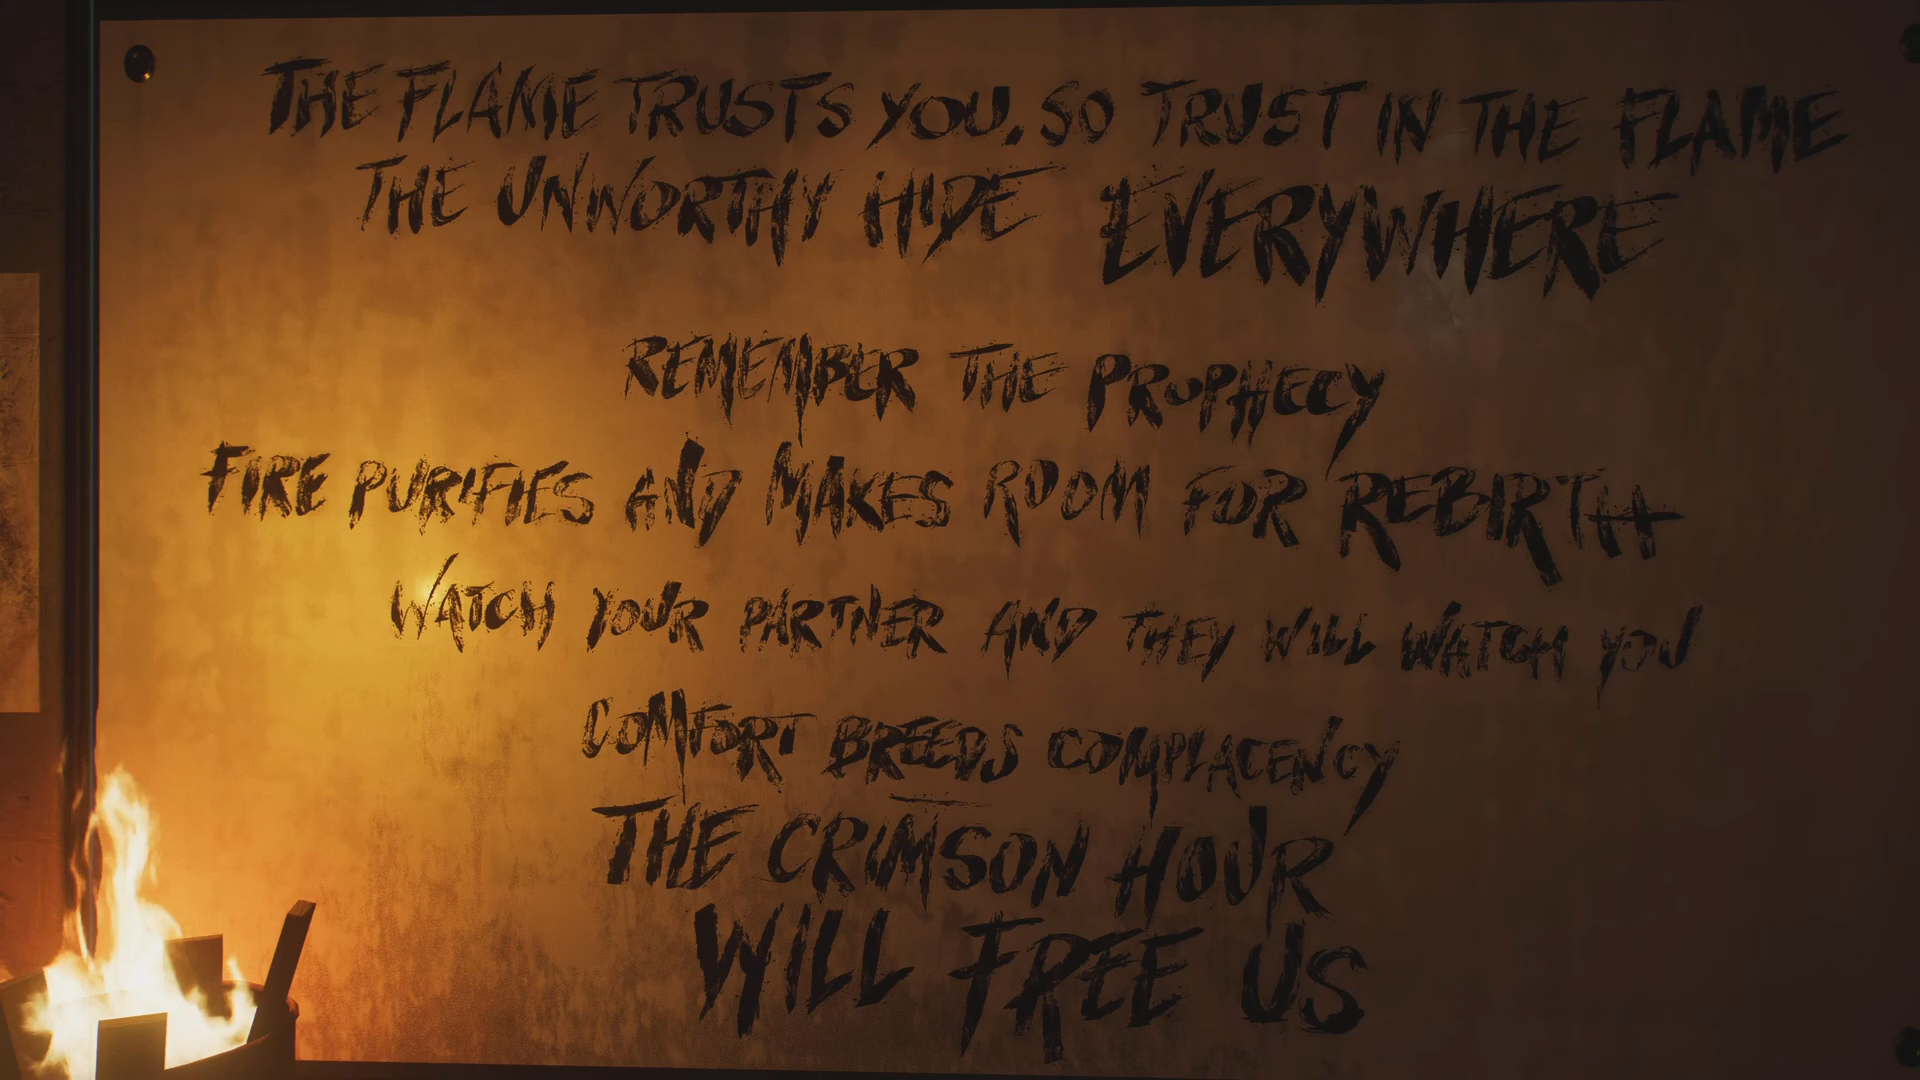 THE FLAME TRUSTS YOU, SO TRUST IN THE FLAME
THE UNWORTHY HIDE EVERYWHERE
REMEMBER THE PROPHECY
FIRE PURIFIES AND MAKES ROOM FOR REBIRTH
WATCH YOUR PARTNER AND THEY WILL WATCH YOU
COMFORT BREEDS COMPLACENCY
THE CRIMSON HOUR
WILL FREE US